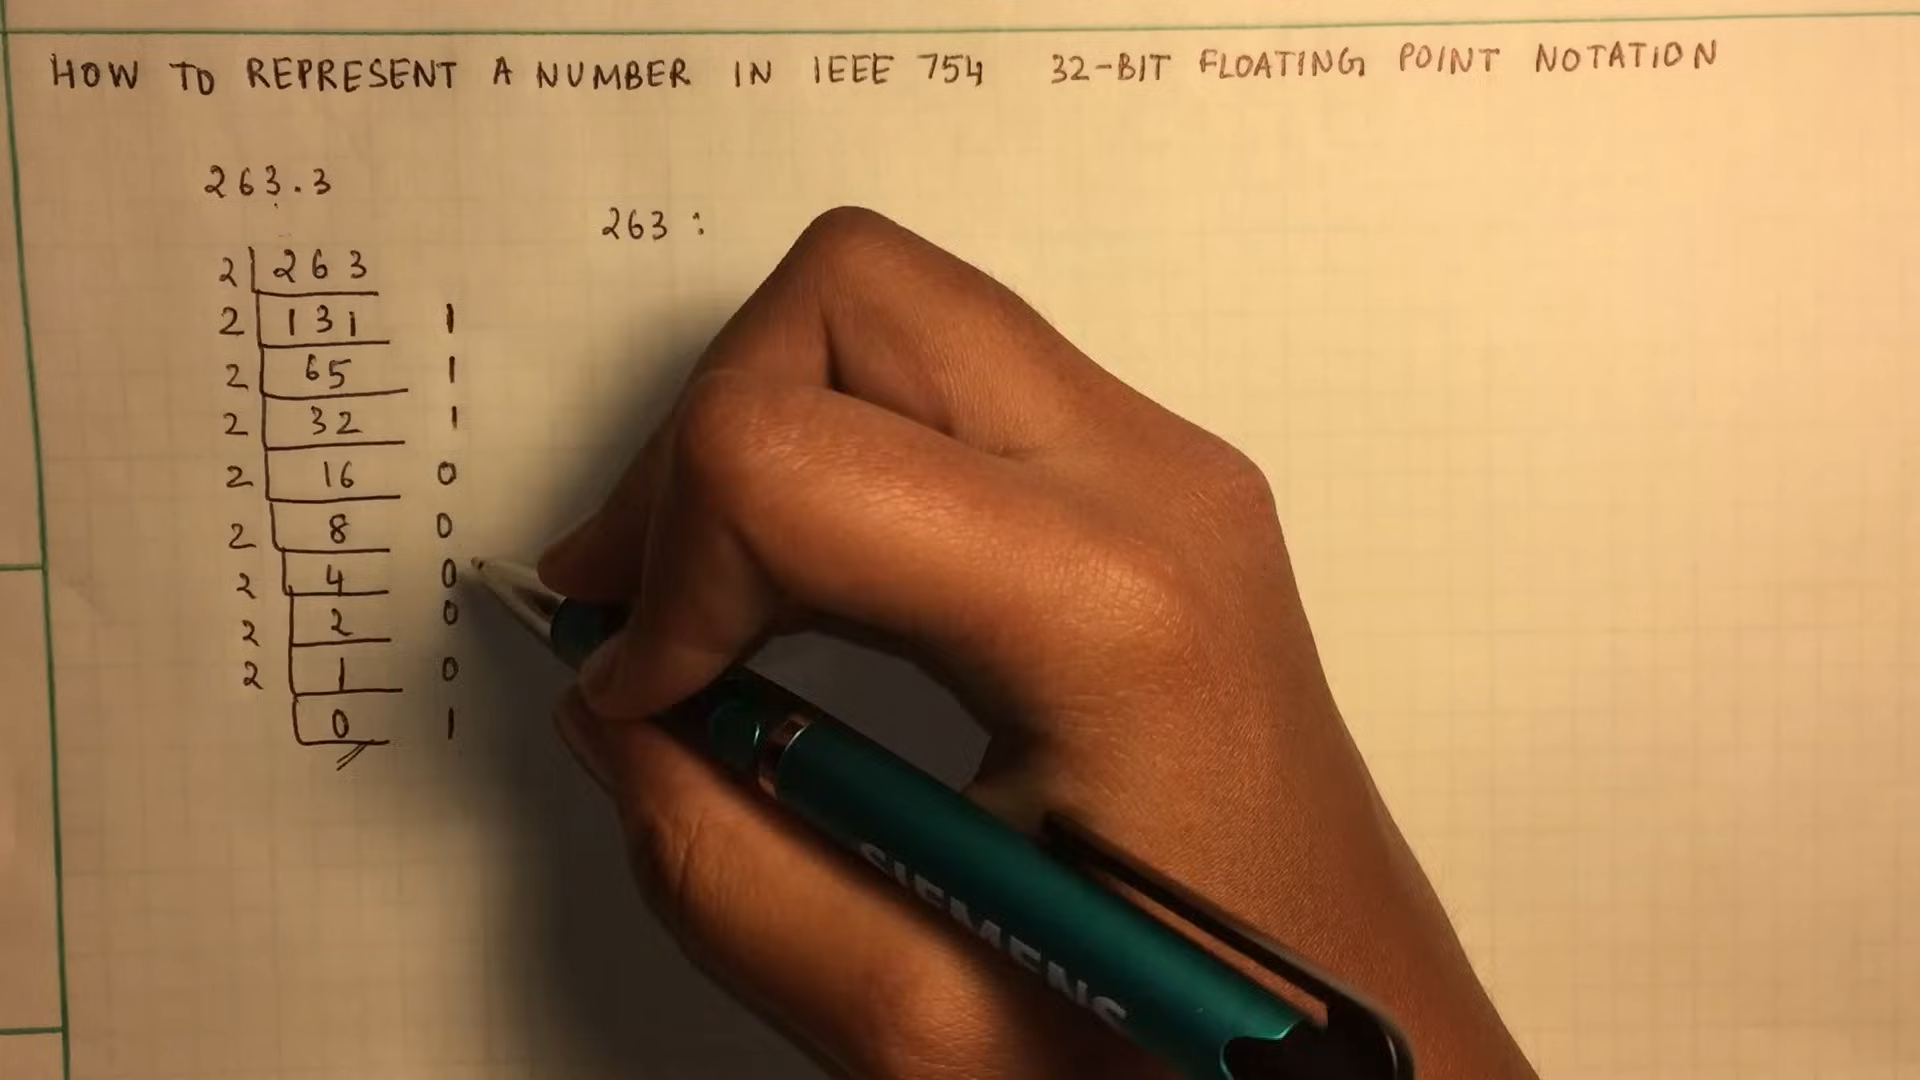 HOW TO REPRESENT A NUMBER IN IEEE 754 32-BIT FLOATING POINT NOTATION
263.3
263 :
2 263
2 131 1
2 65 1
2 32 1
2 16 0
2 8 0
2 4 0
2 2 0
2 1 0
0 1
SIEMENS